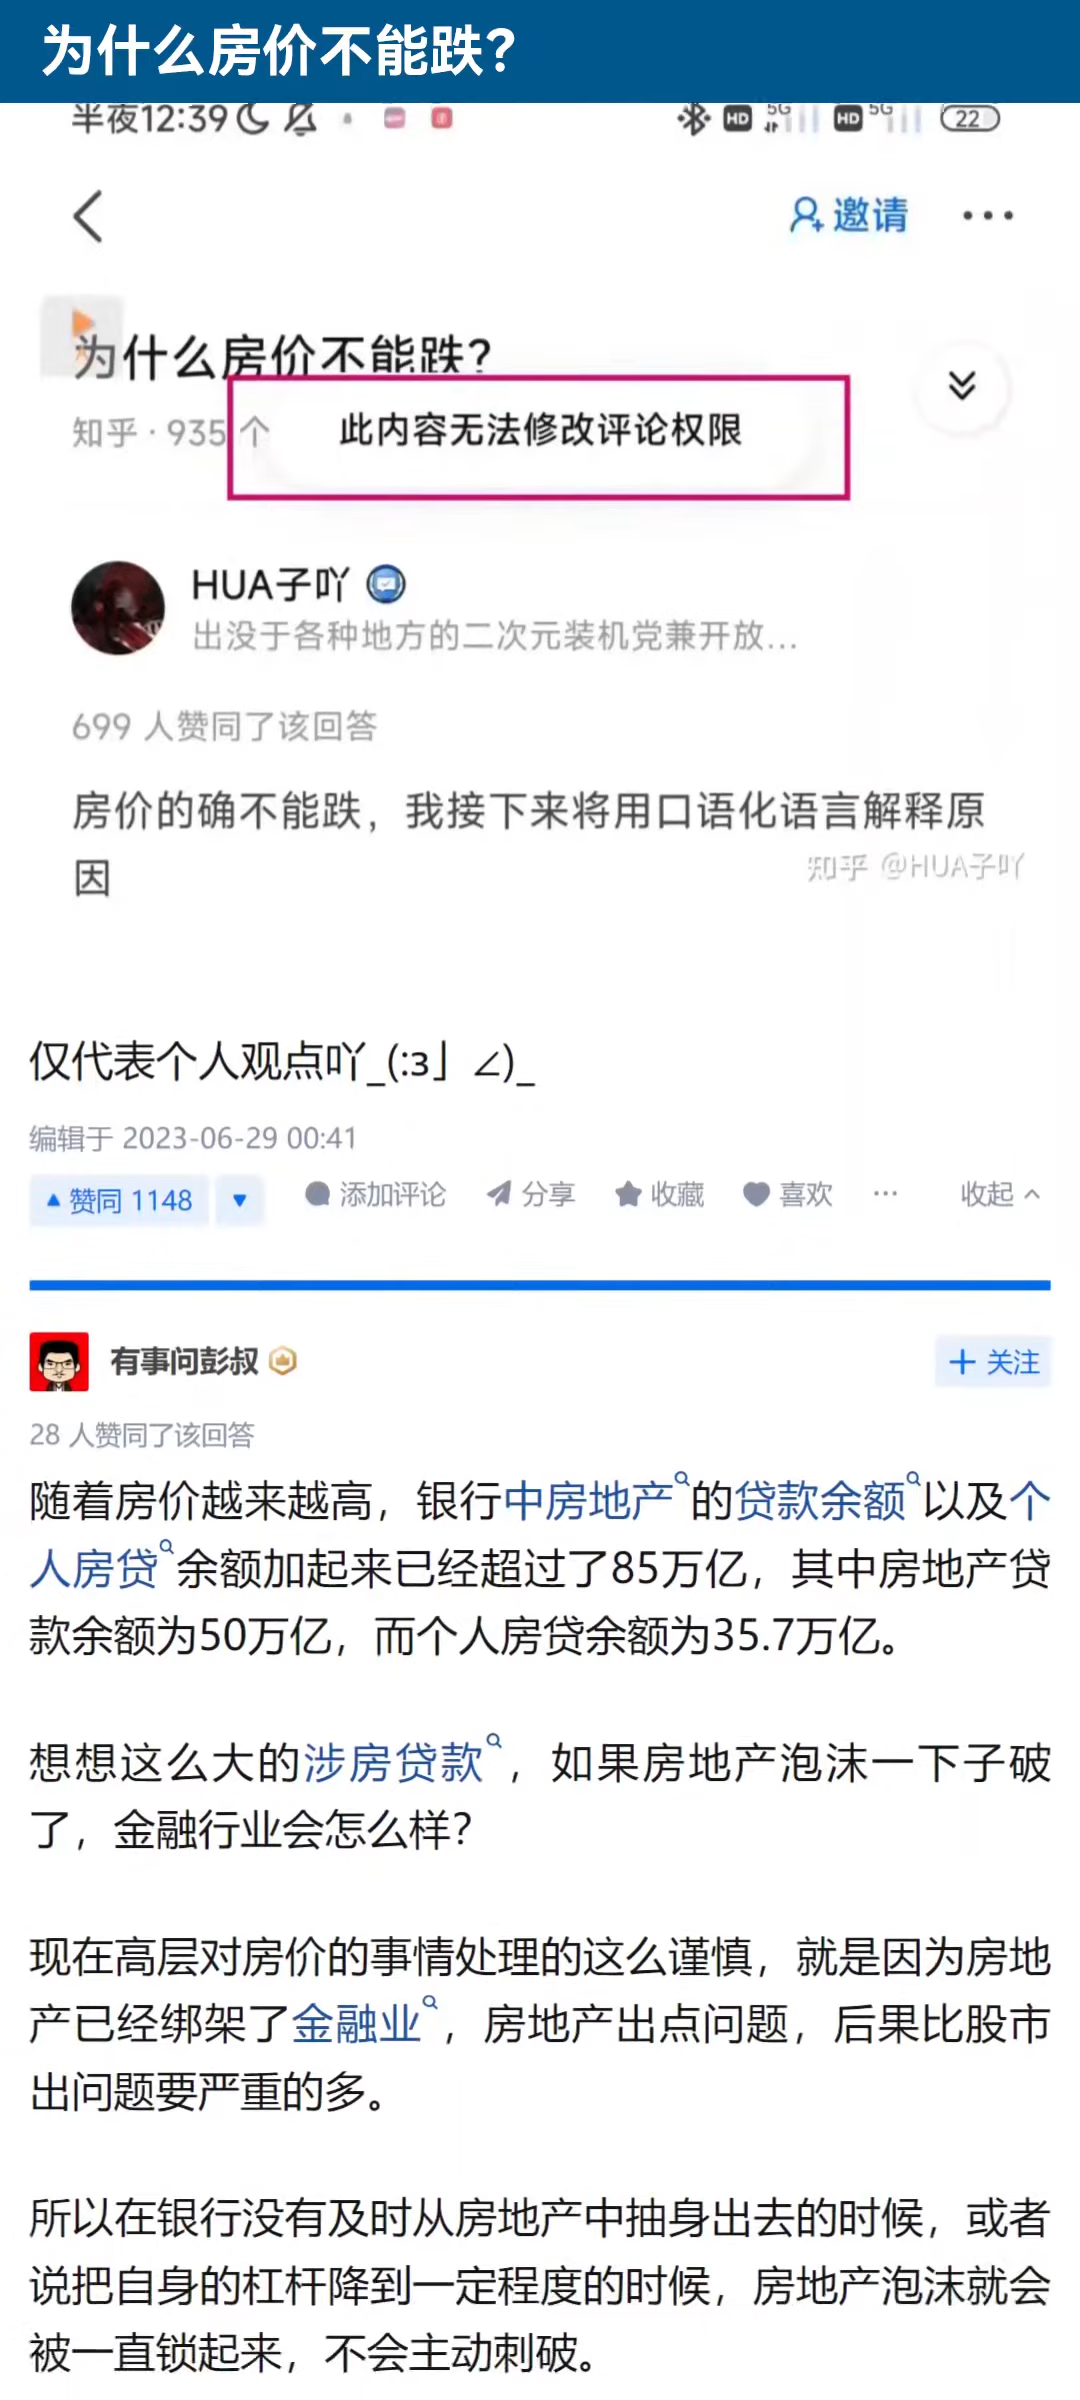 为什么房价不能跌?
半夜12:39
HD 5G HD 5G 22
邀请
为什么房价不能跌?
知乎 · 935 个
此内容无法修改评论权限
HUA子吖
出没于各种地方的二次元装机党兼开放...
699 人赞同了该回答
房价的确不能跌，我接下来将用口语化语言解释原
因
知乎 @HUA子吖
仅代表个人观点吖_(:з」∠)_
编辑于 2023-06-29 00:41
赞同 1148 添加评论 分享 收藏 喜欢 ··· 收起
有事问彭叔
+ 关注
28 人赞同了该回答
随着房价越来越高，银行中房地产的贷款余额以及个
人房贷余额加起来已经超过了85万亿，其中房地产贷
款余额为50万亿，而个人房贷余额为35.7万亿。
想想这么大的涉房贷款，如果房地产泡沫一下子破
了，金融行业会怎么样?
现在高层对房价的事情处理的这么谨慎，就是因为房地
产已经绑架了金融业，房地产出点问题，后果比股市
出问题要严重的多。
所以在银行没有及时从房地产中抽身出去的时候，或者
说把自身的杠杆降到一定程度的时候，房地产泡沫就会
被一直锁起来，不会主动刺破。